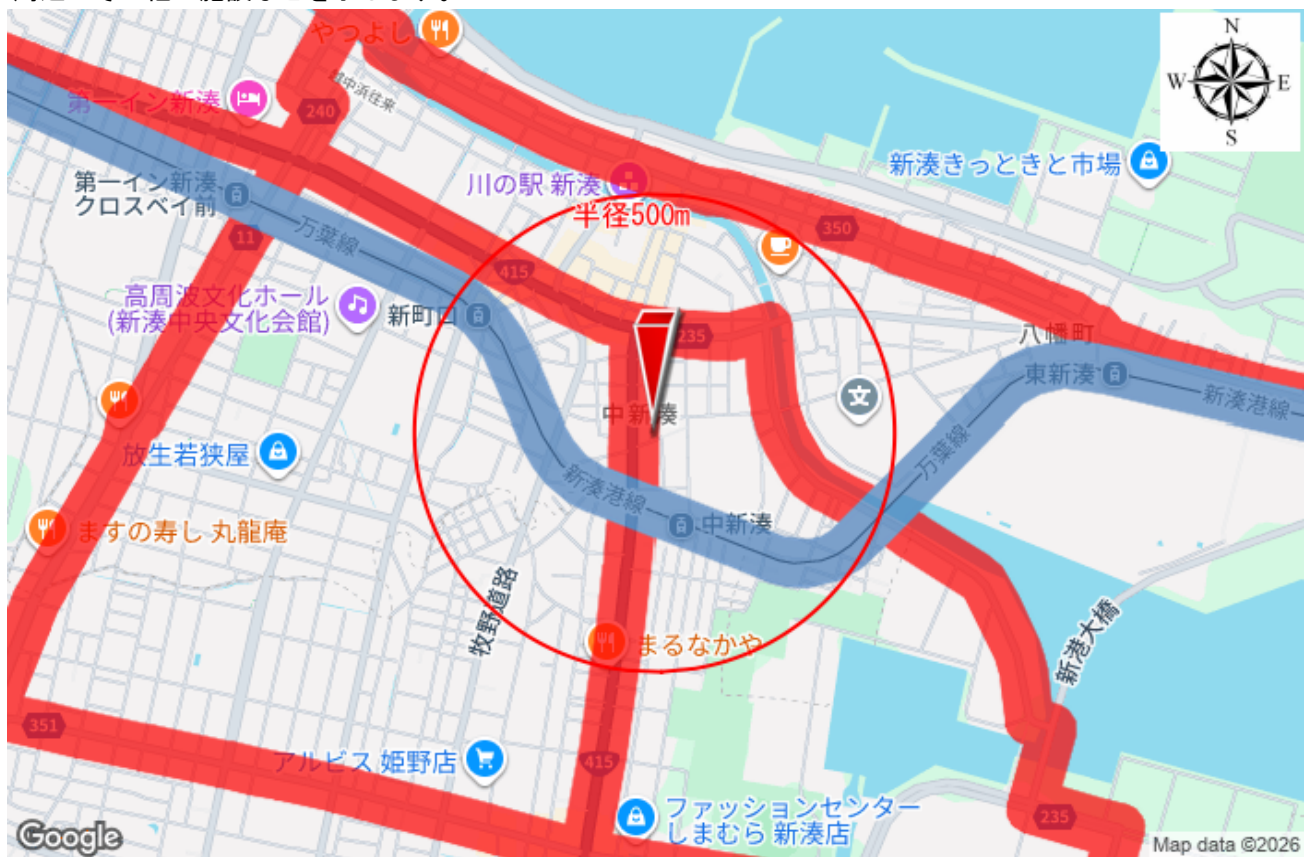 やつよし
N
W
E
S
越中浜往来
第一イン新湊
240
新湊きっときと市場
川の駅 新湊
第一イン新湊
クロスベイ前
半径500m
350
11
万葉線
415
高周波文化ホール
(新湊中央文化会館)
新町口
235
八幡町
東新湊
新湊港線
中新湊
文
万葉線
放生若狭屋
新湊港線
中新湊
ますの寿し 丸龍庵
牧野道路
まるなかや
新港大橋
351
アルビス 姫野店
415
ファッションセンター
しまむら 新湊店
235
Google
Map data ©2026